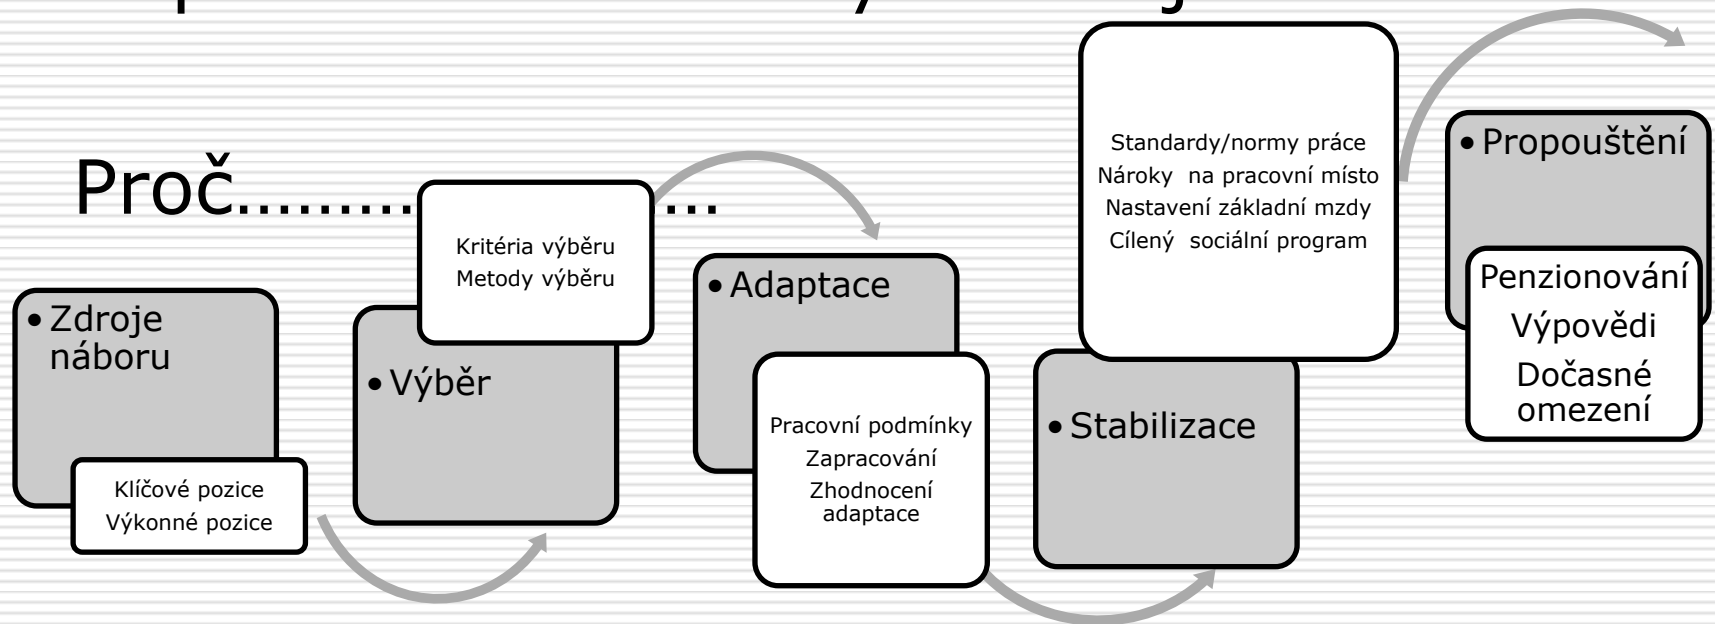 Proč
• Zdroje
náboru
Klíčové pozice
Výkonné pozice
Kritéria výběru
Metody výběru
• Výběr
• Adaptace
Pracovní podmínky
Zapracování
Zhodnocení
adaptace
Standardy/normy práce
Nároky na pracovní místo
Nastavení základní mzdy
Cílený sociální program
• Stabilizace
• Propouštění
Penzionování
Výpovědi
Dočasné
omezení